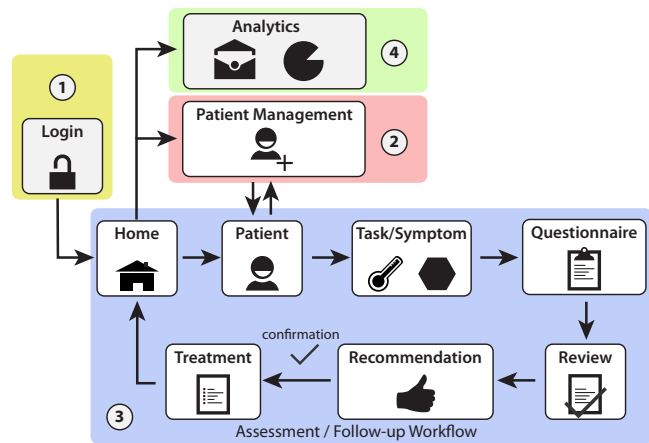 Analytics
4
1
Login
Patient Management
2
Home
Patient
Task/Symptom
Questionnaire
confirmation
Treatment
Recommendation
Review
3
Assessment / Follow-up Workflow